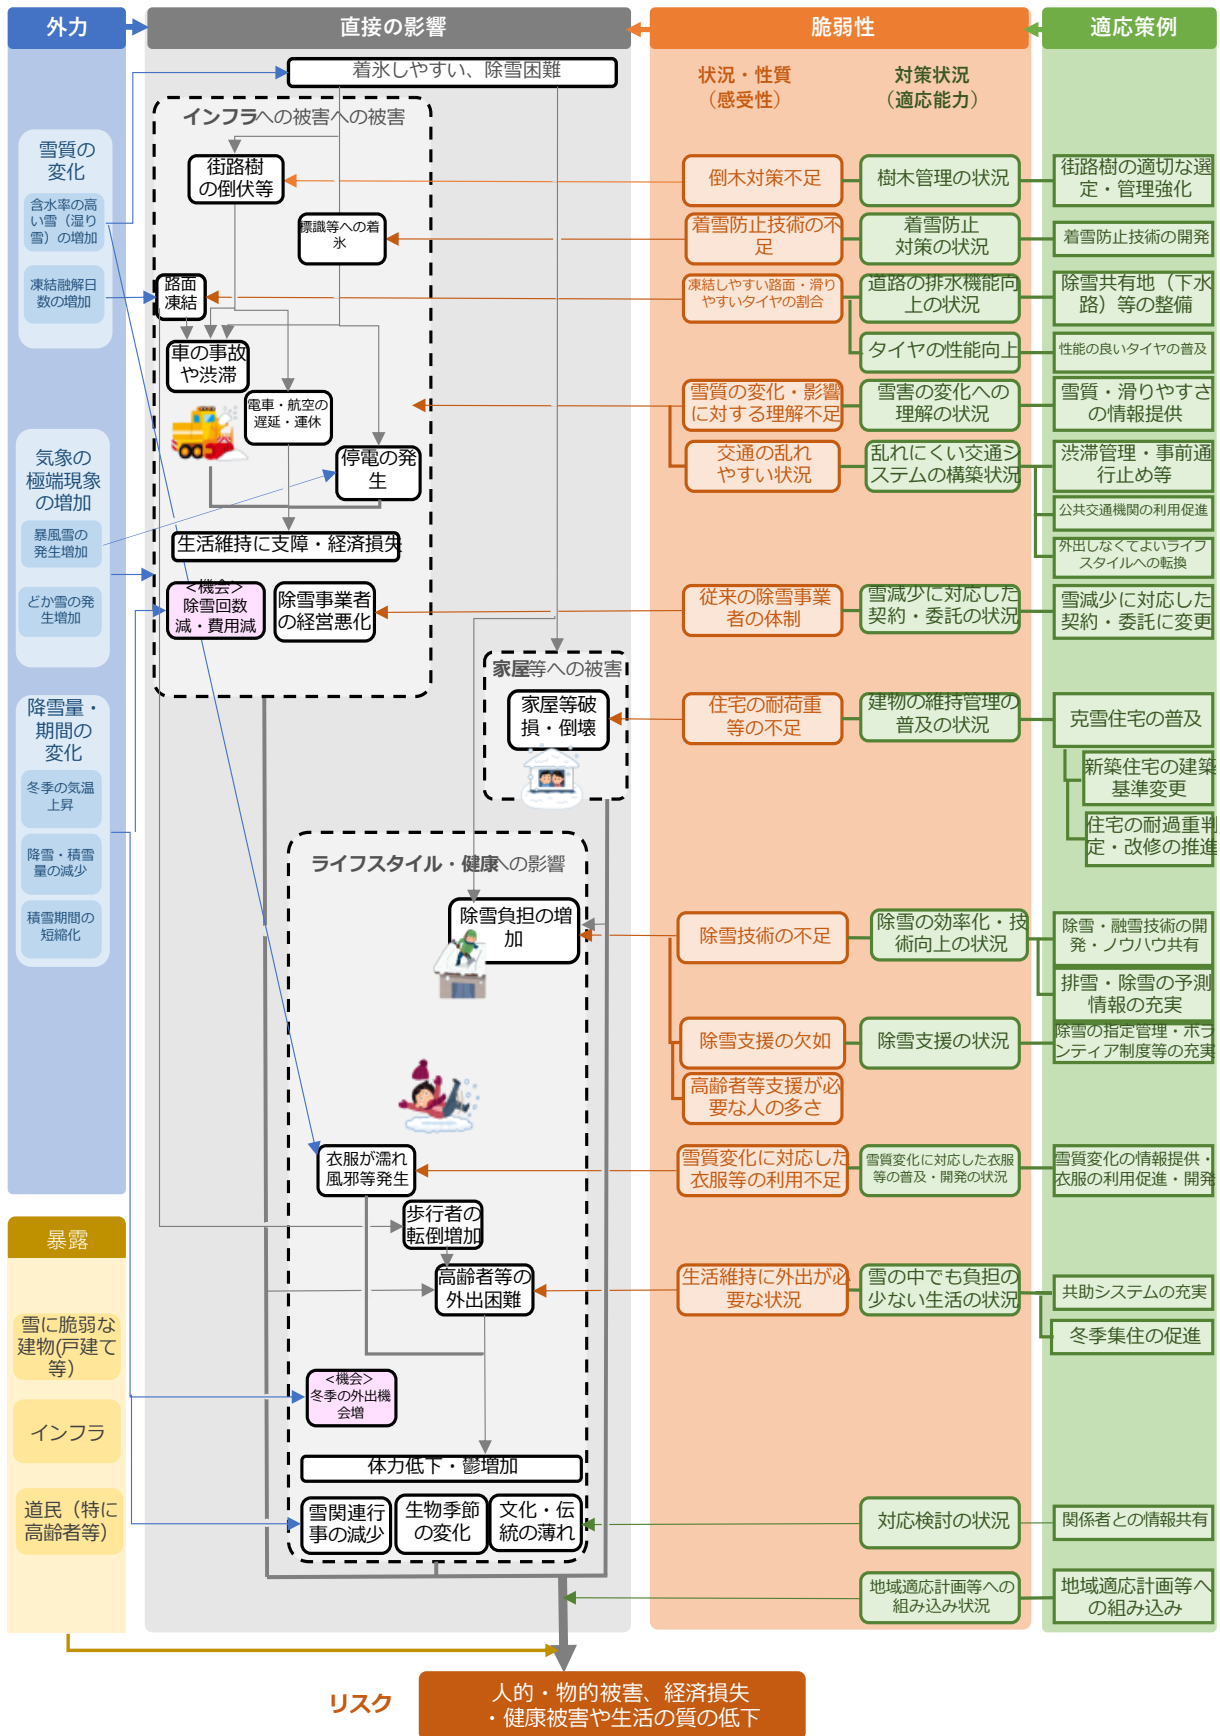 外力
直接の影響
脆弱性
適応策例
着氷しやすい、除雪困難
状況・性質
（感受性）
対策状況
（適応能力）
インフラへの被害への被害
雪質の
変化
含水率の高
い雪（湿り
雪）の増加
凍結融解日
数の増加
街路樹
の倒伏等
標識等への着
氷
路面
凍結
車の事故
や渋滞
電車・航空の
遅延・運休
停電の発
生
生活維持に支障・経済損失
<機会>
除雪回数
減・費用減
除雪事業者
の経営悪化
倒木対策不足
樹木管理の状況
街路樹の適切な選
定・管理強化
着雪防止技術の不
足
着雪防止
対策の状況
着雪防止技術の開発
凍結しやすい路面・滑り
やすいタイヤの割合
道路の排水機能向
上の状況
除雪共有地（下水
路）等の整備
タイヤの性能向上
性能の良いタイヤの普及
雪質の変化・影響
に対する理解不足
雪害の変化への
理解の状況
雪質・滑りやすさ
の情報提供
交通の乱れ
やすい状況
乱れにくい交通シ
ステムの構築状況
渋滞管理・事前通
行止め等
公共交通機関の利用促進
外出しなくてよいライフ
スタイルへの転換
従来の除雪事業
者の体制
雪減少に対応した
契約・委託の状況
雪減少に対応した
契約・委託に変更
気象の
極端現象
の増加
暴風雪の
発生増加
どか雪の発
生増加
家屋等への被害
家屋等破
損・倒壊
住宅の耐荷重
等の不足
建物の維持管理の
普及の状況
克雪住宅の普及
新築住宅の建築
基準変更
住宅の耐過重判
定・改修の推進
降雪量・
期間の
変化
冬季の気温
上昇
降雪・積雪
量の減少
積雪期間の
短縮化
ライフスタイル・健康への影響
除雪負担の増
加
除雪技術の不足
除雪の効率化・技
術向上の状況
除雪・融雪技術の開
発・ノウハウ共有
排雪・除雪の予測
情報の充実
除雪支援の欠如
除雪支援の状況
除雪の指定管理・ボラ
ンティア制度等の充実
高齢者等支援が必
要な人の多さ
衣服が濡れ
風邪等発生
雪質変化に対応した
衣服等の利用不足
雪質変化に対応した衣服
等の普及・開発の状況
雪質変化の情報提供・
衣服の利用促進・開発
歩行者の
転倒増加
高齢者等の
外出困難
生活維持に外出が必
要な状況
雪の中でも負担の
少ない生活の状況
共助システムの充実
冬季集住の促進
<機会>
冬季の外出機
会増
体力低下・鬱増加
雪関連行
事の減少
生物季節
の変化
文化・伝
統の薄れ
対応検討の状況
関係者との情報共有
地域適応計画等への
組み込み状況
地域適応計画等へ
の組み込み
暴露
雪に脆弱な
建物(戸建て
等）
インフラ
道民（特に
高齢者等）
リスク
人的・物的被害、経済損失
・健康被害や生活の質の低下